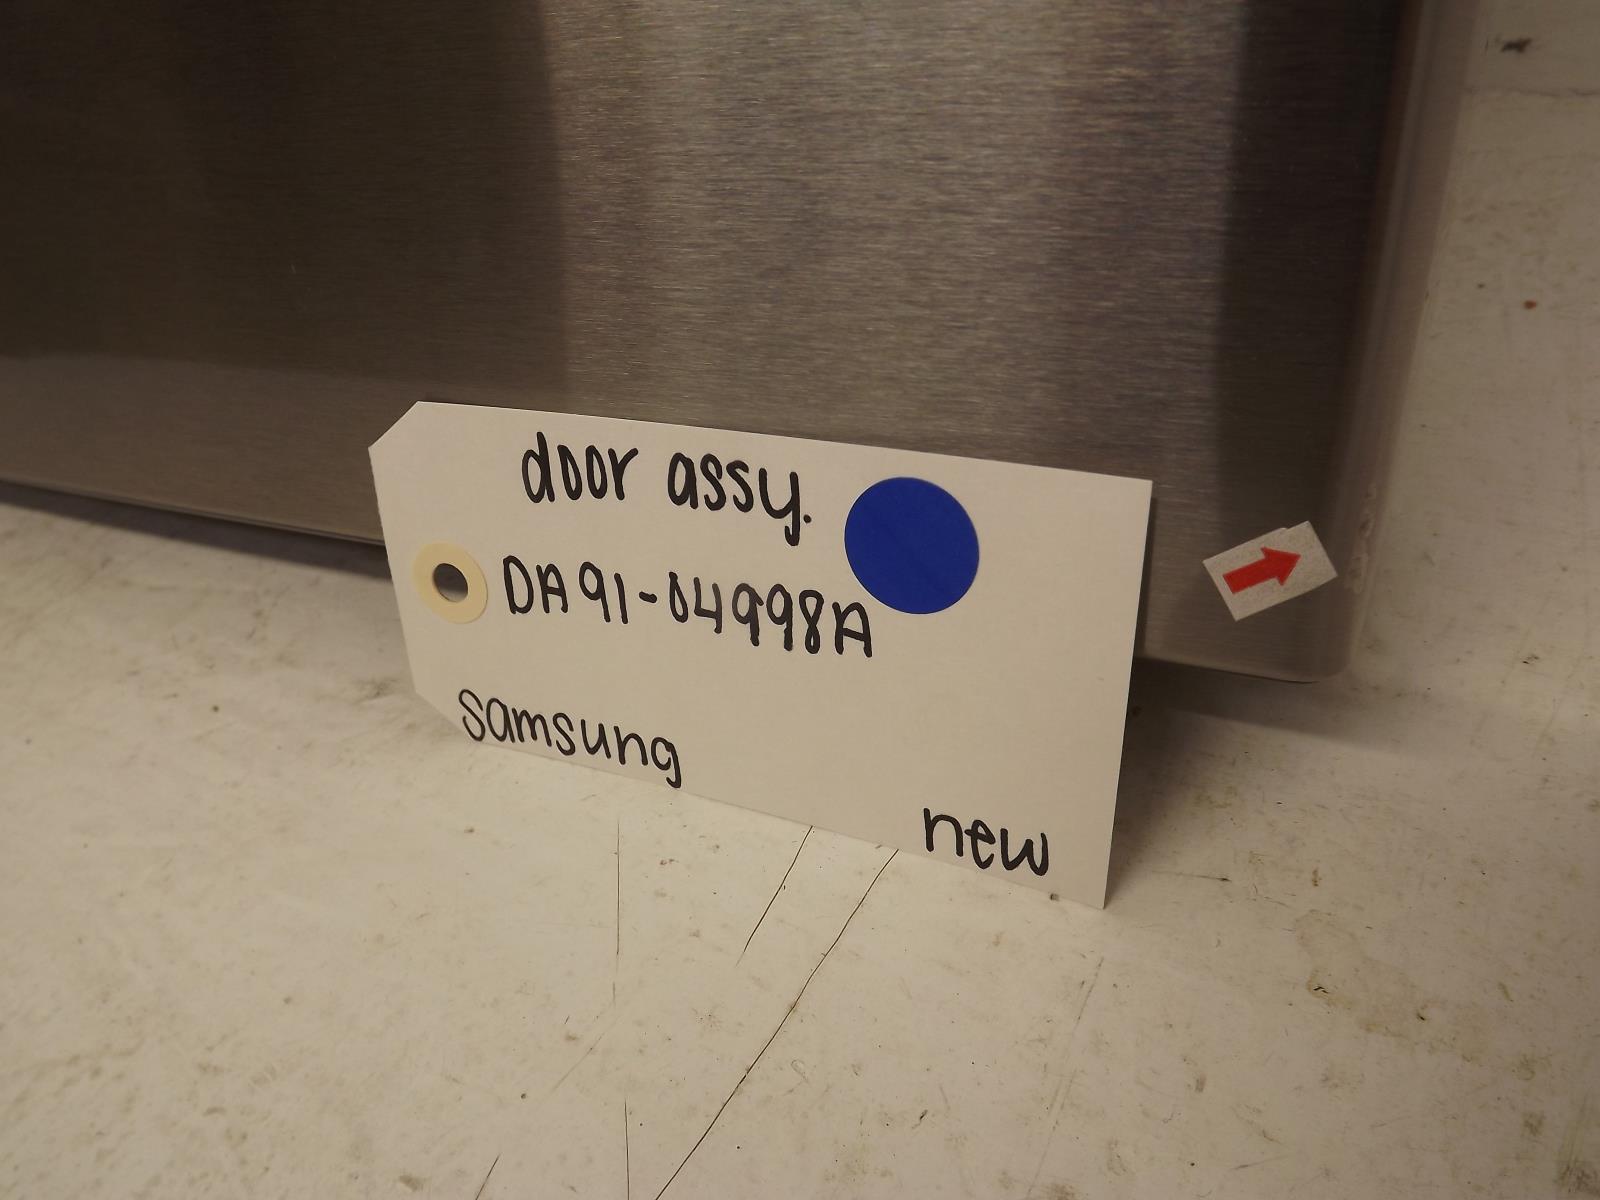 door assy.
DA91-04998A
samsung
new